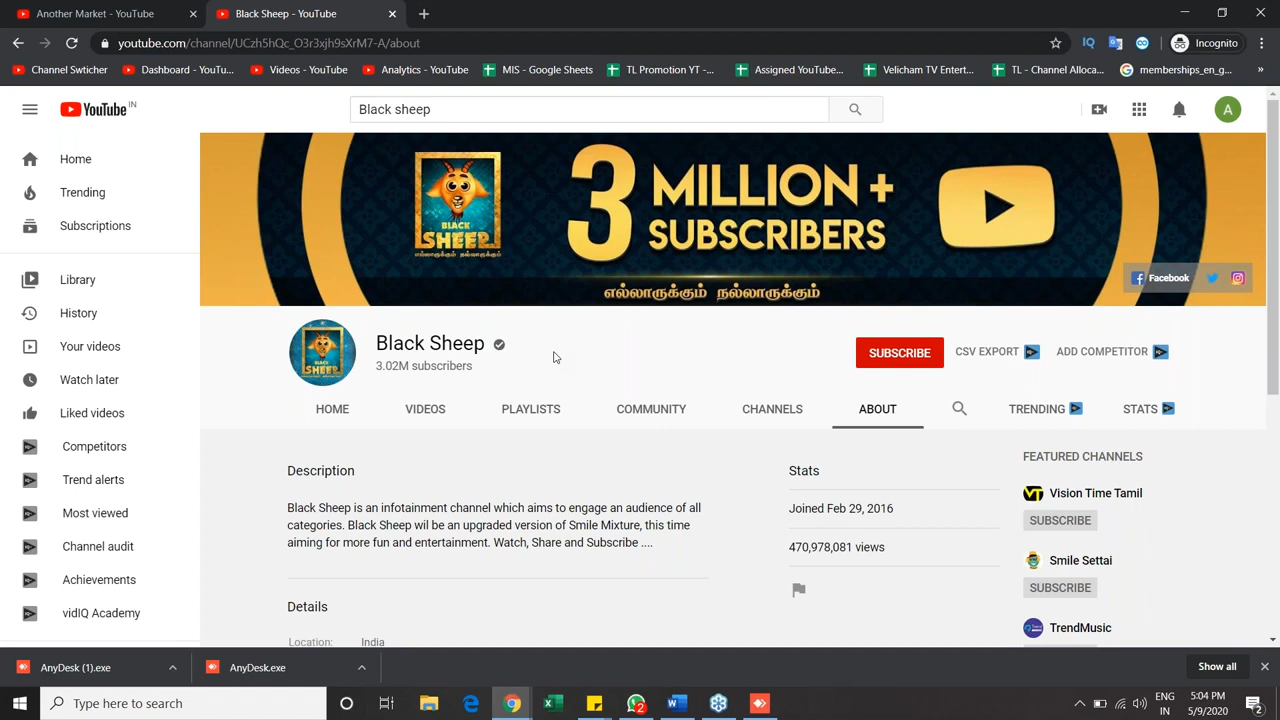 Another Market - YouTube
Black Sheep - YouTube
youtube.com/channel/UCzh5hQc_O3r3xjh9sXrM7-A/about
IQ
Incognito
Channel Swticher
Dashboard - YouTu...
Videos - YouTube
Analytics - YouTube
MIS - Google Sheets
TL Promotion YT -...
Assigned YouTube...
Velicham TV Entert...
TL - Channel Alloca...
memberships_en_g...
YouTube IN
Black sheep
A
Home
Trending
Subscriptions
Library
History
Your videos
Watch later
Liked videos
Competitors
Trend alerts
Most viewed
Channel audit
Achievements
vidIQ Academy
BLACK
SHEEP
எல்லாருக்கும் நல்லாருக்கும்
3 MILLION +
SUBSCRIBERS
எல்லாருக்கும் நல்லாருக்கும்
Facebook
Black Sheep
3.02M subscribers
SUBSCRIBE
CSV EXPORT
ADD COMPETITOR
HOME
VIDEOS
PLAYLISTS
COMMUNITY
CHANNELS
ABOUT
TRENDING
STATS
Description
Black Sheep is an infotainment channel which aims to engage an audience of all
categories. Black Sheep wil be an upgraded version of Smile Mixture, this time
aiming for more fun and entertainment. Watch, Share and Subscribe ....
Details
Location: India
Stats
Joined Feb 29, 2016
470,978,081 views
FEATURED CHANNELS
Vision Time Tamil
SUBSCRIBE
Smile Settai
SUBSCRIBE
TrendMusic
AnyDesk (1).exe
AnyDesk.exe
Show all
Type here to search
2
ENG
IN
5:04 PM
5/9/2020
2